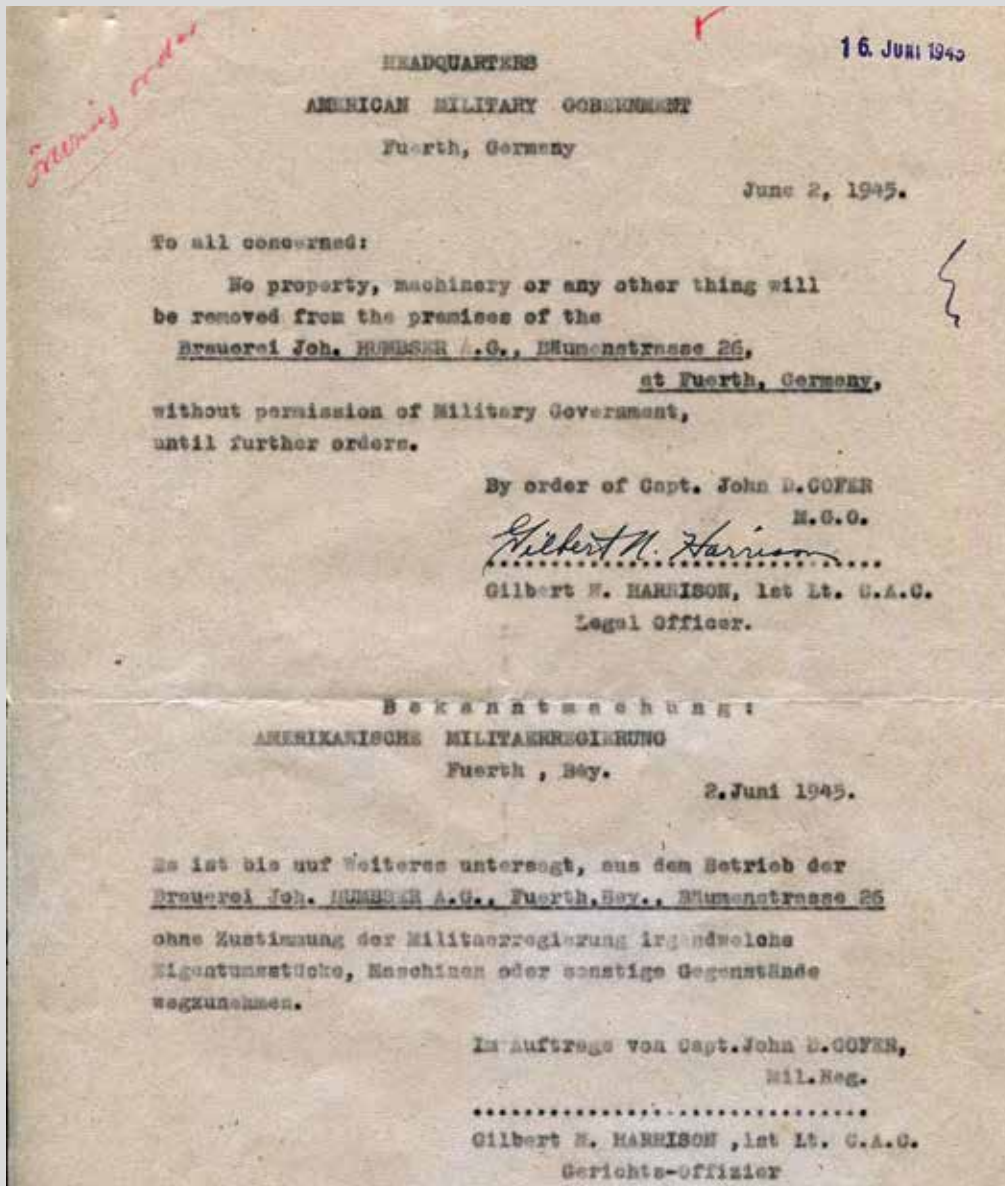 16. JUNI 1945
HEADQUARTERS
AMERICAN MILITARY GOBERNMENT
Fuerth, Germany
June 2, 1945.
To all concerned:
No property, machinery or any other thing will
be removed from the premises of the
Brauerei Joh. HUMBSER A.G., Bäumenstrasse 26,
at Fuerth, Germany,
without permission of Military Government,
until further orders.
By order of Capt. John D.COFER
M.G.O.
Gilbert N. Harrison
Gilbert N. HARRISON, 1st Lt. C.A.C.
Legal Officer.
Bekanntmachung:
AMERIKANISCHE MILITAERREGIERUNG
Fuerth , Bay.
2.Juni 1945.
Es ist bis auf Weiteres untersagt, aus dem Betrieb der
Brauerei Joh. HUMBSER A.G., Fuerth.Bay., Bäumenstrasse 26
ohne Zustimmung der Militaerregierung irgendwelche
Eigentumsstücke, Maschinen oder sonstige Gegenstände
wegzunehmen.
Im Auftrage von Capt.John D.COFER,
Mil.Reg.
Gilbert N. HARRISON ,1st Lt. C.A.C.
Gerichts-Offizier